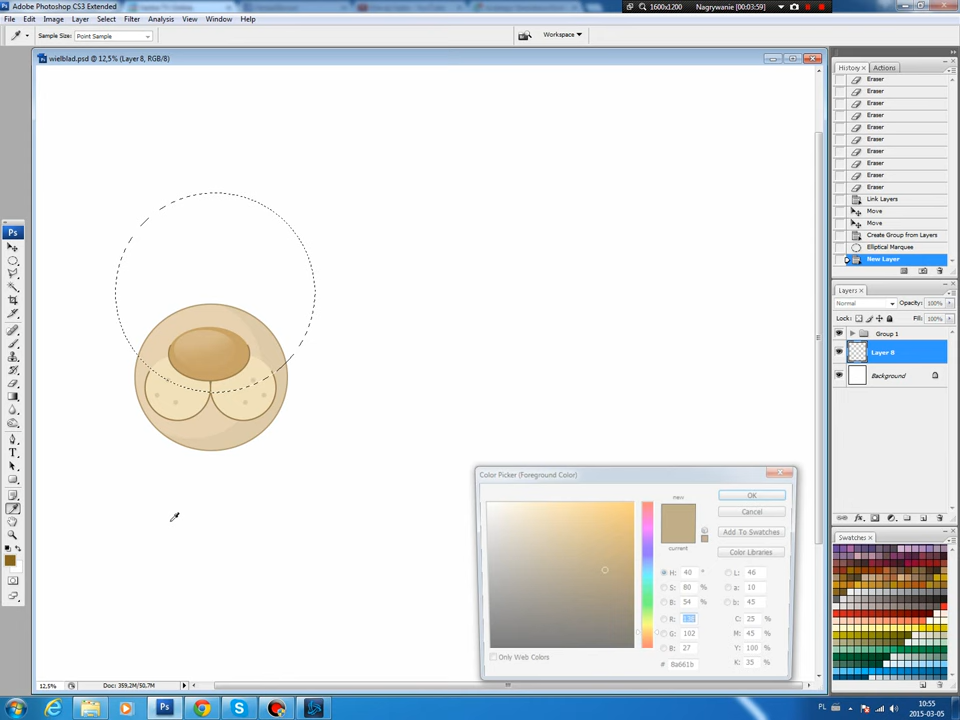 Adobe Photoshop CS3 Extended
1600x1200
Nagrywanie [00:03:59]
File Edit Image Layer Select Filter Analysis View Window Help
Sample Size: Point Sample
Workspace
wielblad.psd @ 12,5% (Layer 8, RGB/8)
Ps
T
12,5%
Doc: 359.2M/50.7M
History
Actions
Eraser
Eraser
Eraser
Eraser
Eraser
Eraser
Eraser
Eraser
Eraser
Eraser
Link Layers
Move
Move
Create Group from Layers
Elliptical Marquee
New Layer
Layers
Normal
Opacity: 100%
Lock:
Fill: 100%
Group 1
Layer 8
Background
Swatches
Color Picker (Foreground Color)
new
current
OK
Cancel
Add To Swatches
Color Libraries
H: 40 °
S: 80 %
B: 54 %
R: 138
G: 102
B: 27
# 8a661b
L: 46
a: 10
b: 45
C: 25 %
M: 45 %
Y: 100 %
K: 35 %
Only Web Colors
PL
10:55
2015-03-05